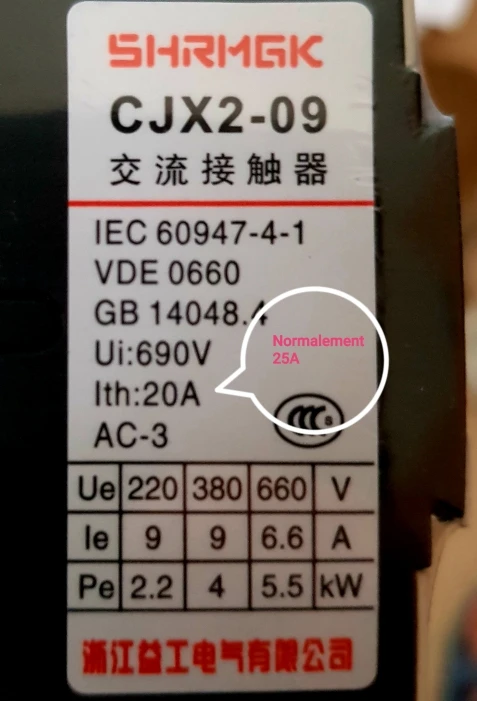 SHRMGK
CJX2-09
交流接触器
IEC 60947-4-1
VDE 0660
GB 14048.4
Normalement
25A
Ui:690V
Ith:20A
CCC S
AC-3
Ue 220 380 660 V
Ie 9 9 6.6 A
Pe 2.2 4 5.5 kW
浙江益工电气有限公司